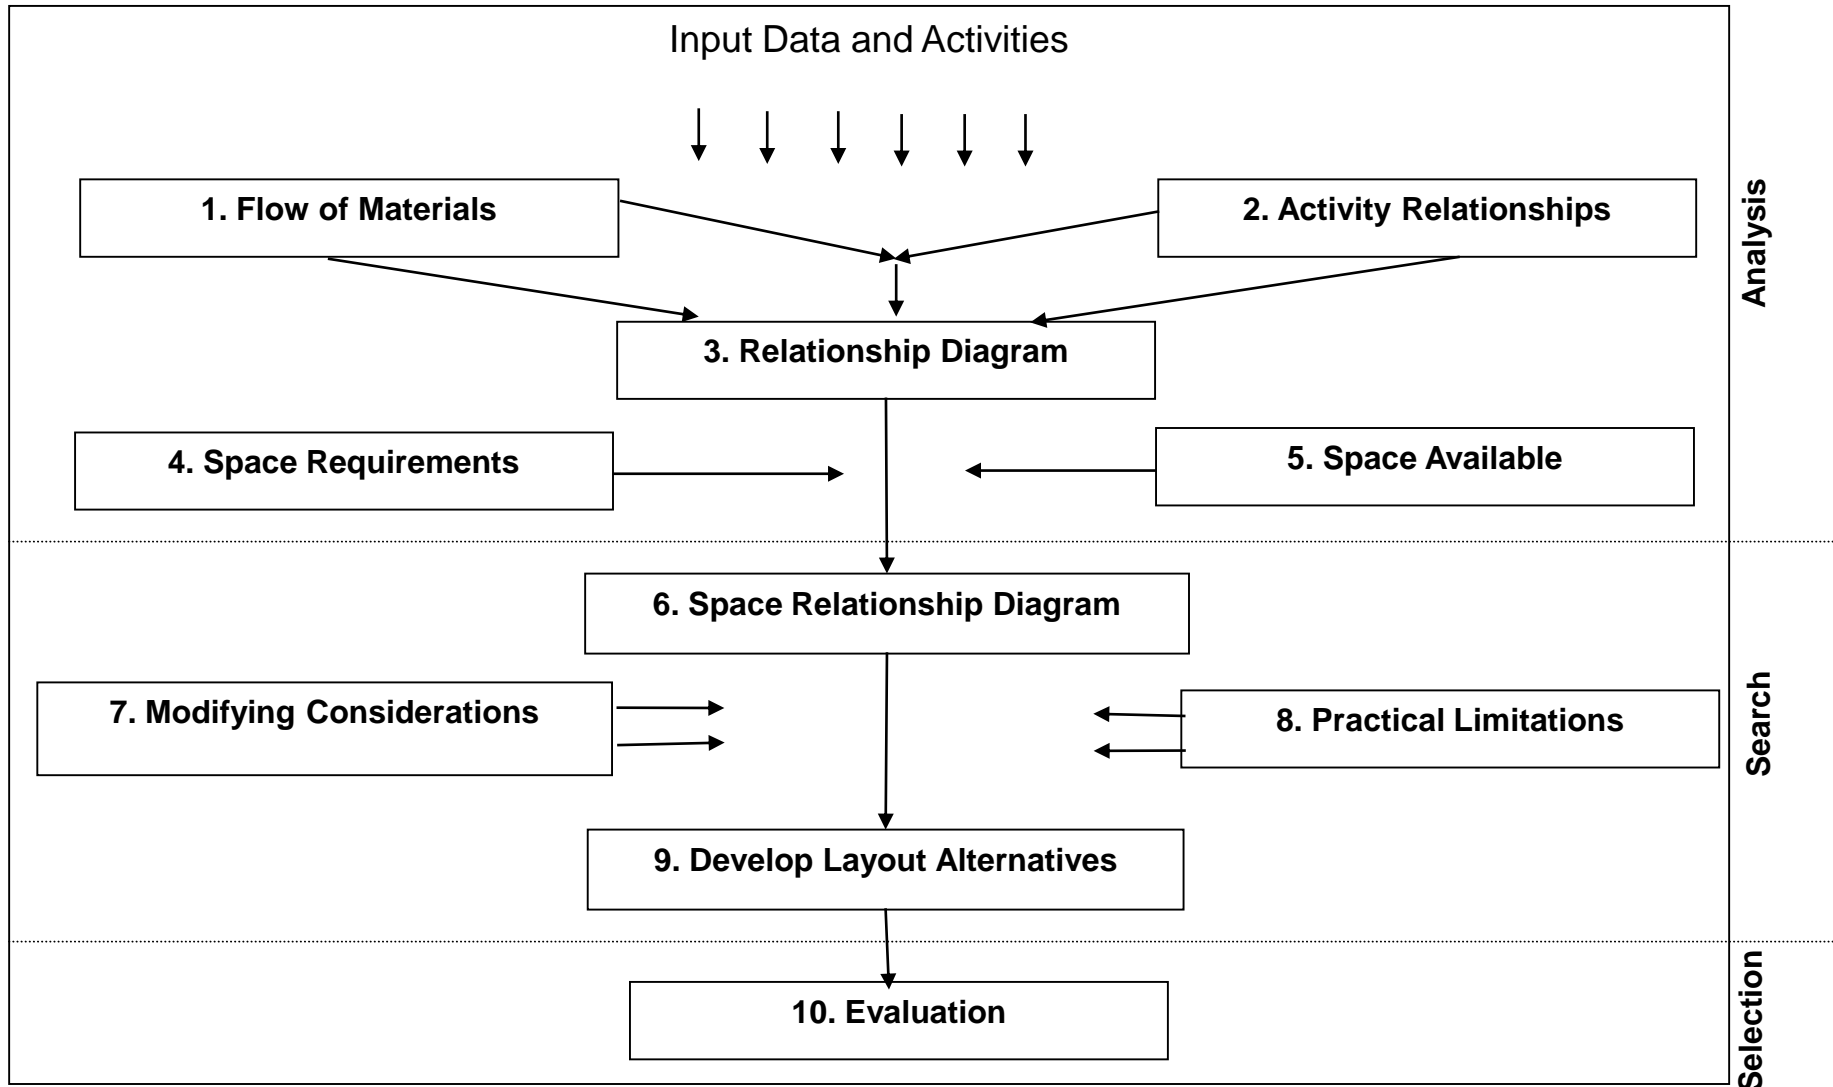 Input Data and Activities
1. Flow of Materials
2. Activity Relationships
3. Relationship Diagram
4. Space Requirements
5. Space Available
6. Space Relationship Diagram
7. Modifying Considerations
8. Practical Limitations
9. Develop Layout Alternatives
10. Evaluation
Analysis
Search
Selection